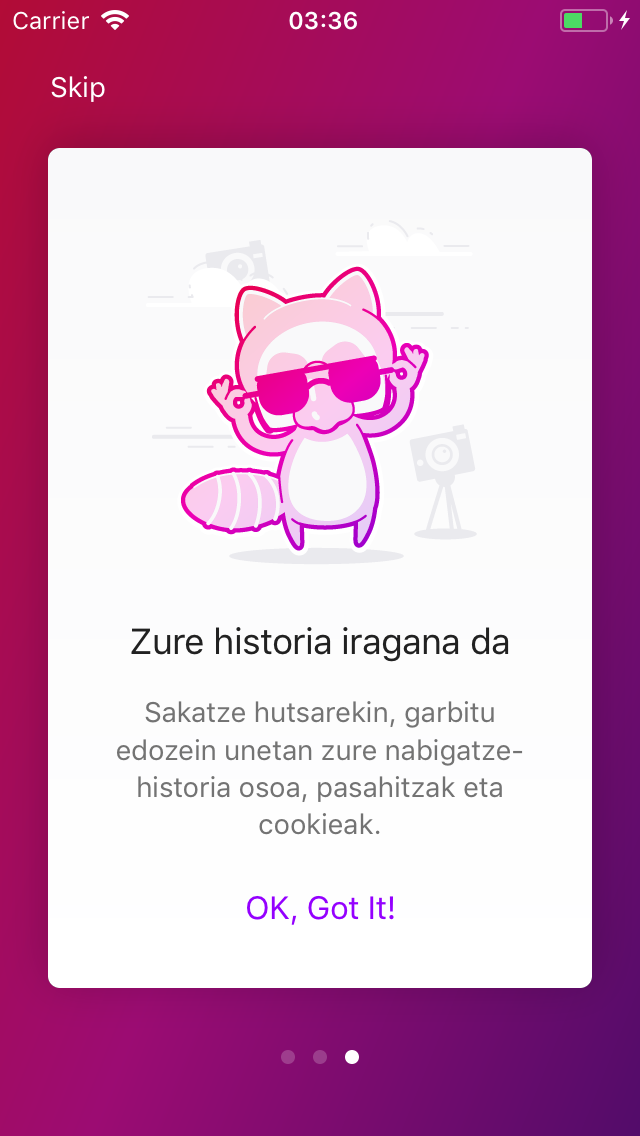 Carrier 03:36
Skip
Zure historia iragana da
Sakatze hutsarekin, garbitu
edozein unetan zure nabigatze-
historia osoa, pasahitzak eta
cookieak.
OK, Got It!